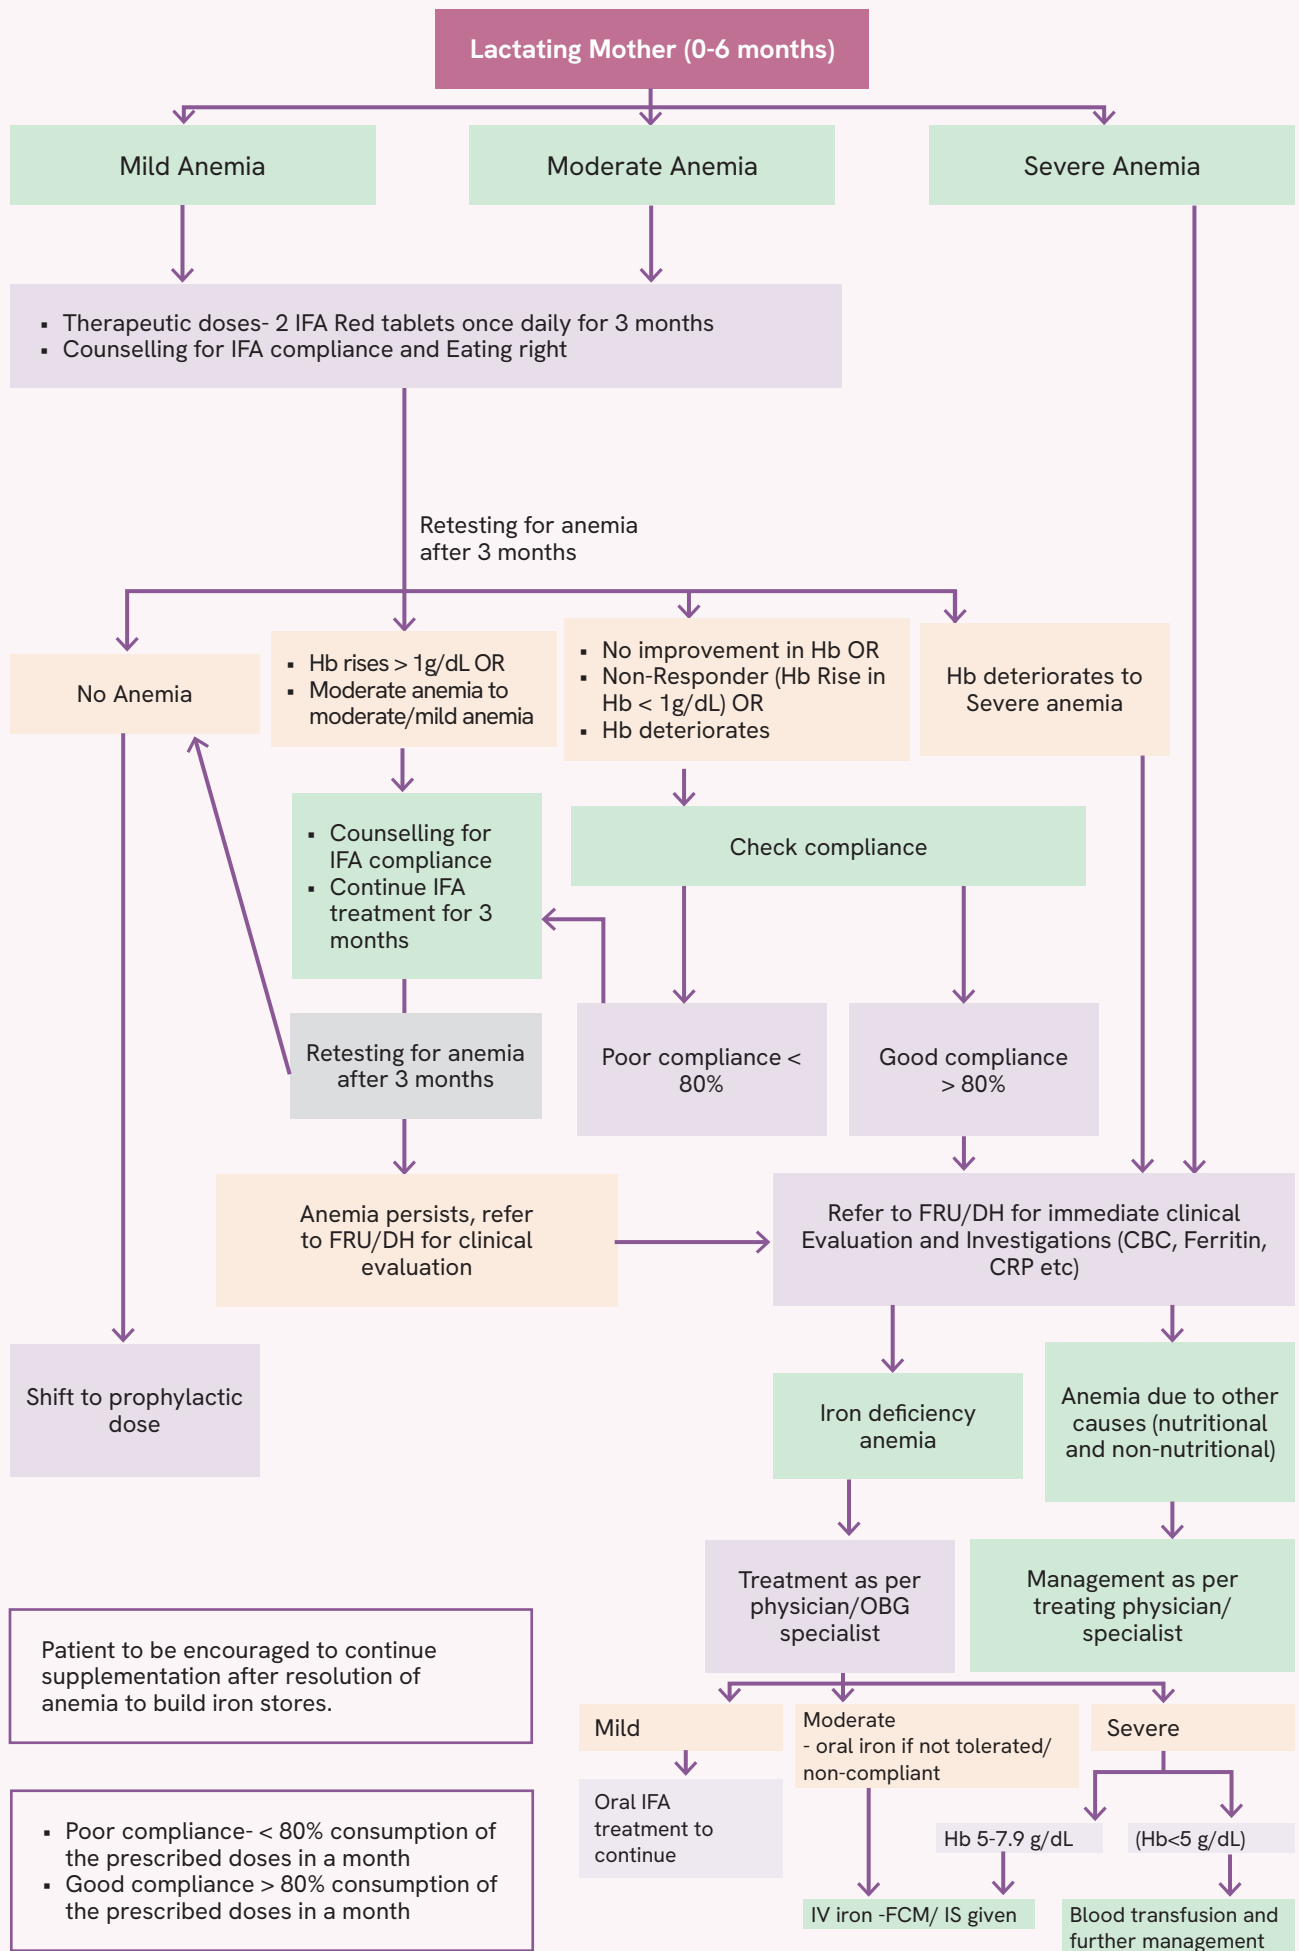 Lactating Mother (0-6 months)
Mild Anemia
Moderate Anemia
Severe Anemia
▪ Therapeutic doses- 2 IFA Red tablets once daily for 3 months
▪ Counselling for IFA compliance and Eating right
Retesting for anemia
after 3 months
No Anemia
▪ Hb rises > 1g/dL OR
▪ Moderate anemia to
moderate/mild anemia
▪ No improvement in Hb OR
▪ Non-Responder (Hb Rise in
Hb < 1g/dL) OR
▪ Hb deteriorates
Hb deteriorates to
Severe anemia
▪ Counselling for
IFA compliance
▪ Continue IFA
treatment for 3
months
Check compliance
Retesting for anemia
after 3 months
Poor compliance <
80%
Good compliance
> 80%
Anemia persists, refer
to FRU/DH for clinical
evaluation
Refer to FRU/DH for immediate clinical
Evaluation and Investigations (CBC, Ferritin,
CRP etc)
Shift to prophylactic
dose
Iron deficiency
anemia
Anemia due to other
causes (nutritional
and non-nutritional)
Treatment as per
physician/OBG
specialist
Management as per
treating physician/
specialist
Patient to be encouraged to continue
supplementation after resolution of
anemia to build iron stores.
Mild
Moderate
- oral iron if not tolerated/
non-compliant
Severe
Oral IFA
treatment to
continue
Hb 5-7.9 g/dL
(Hb<5 g/dL)
▪ Poor compliance- < 80% consumption of
the prescribed doses in a month
▪ Good compliance > 80% consumption of
the prescribed doses in a month
IV iron -FCM/ IS given
Blood transfusion and
further management